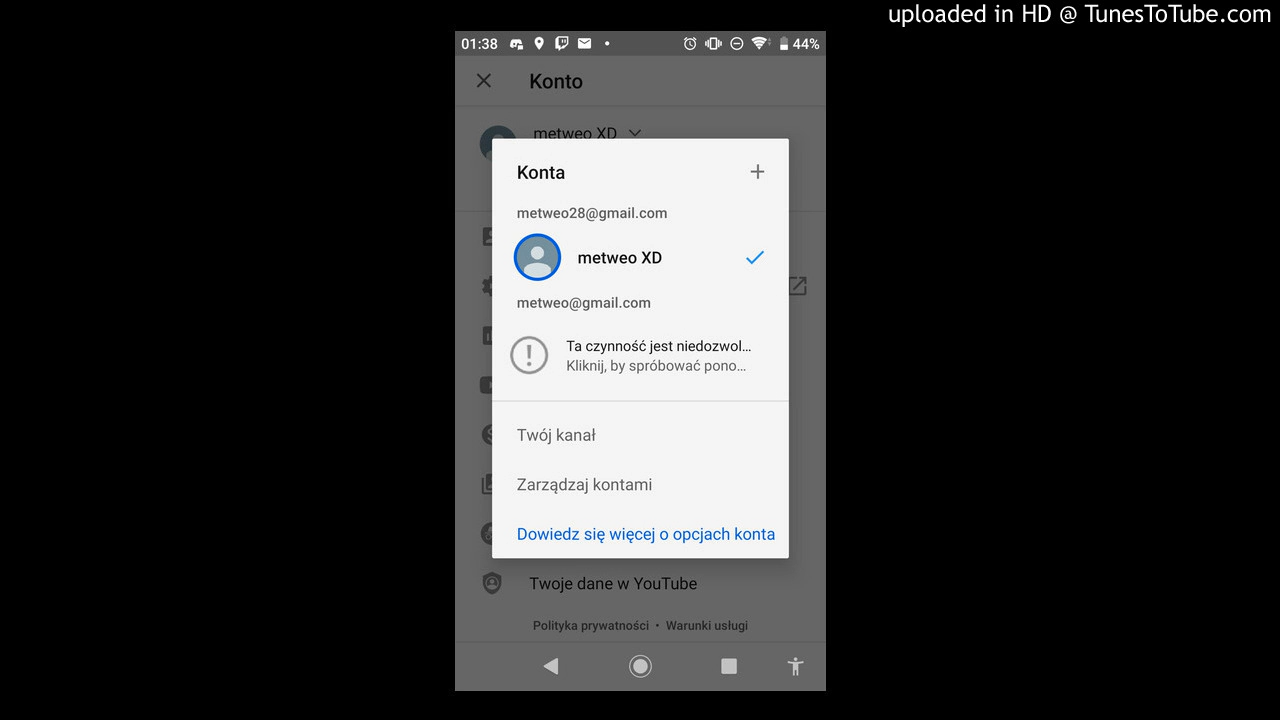 uploaded in HD @ TunesToTube.com
01:38
44%
Konto
metweo XD
Konta
metweo28@gmail.com
metweo XD
metweo@gmail.com
Ta czynność jest niedozwol...
Kliknij, by spróbować pono...
Twój kanał
Zarządzaj kontami
Dowiedz się więcej o opcjach konta
Twoje dane w YouTube
Polityka prywatności • Warunki usługi